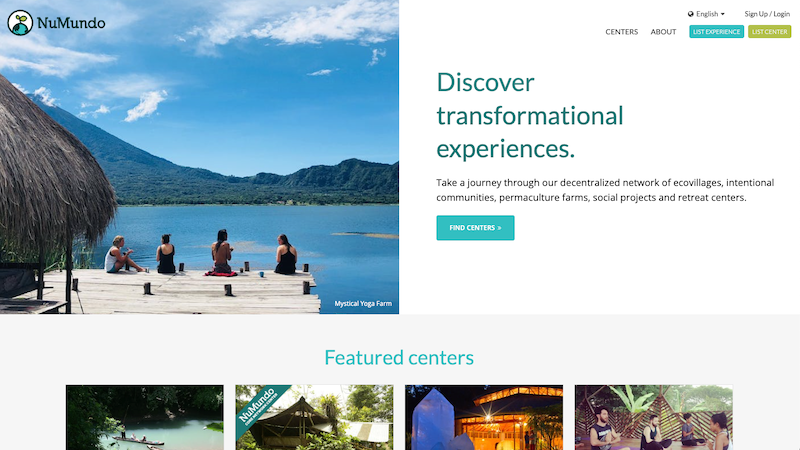 NuMundo
English
Sign Up / Login
CENTERS
ABOUT
LIST EXPERIENCE
LIST CENTER
Discover
transformational
experiences.
Take a journey through our decentralized network of ecovillages, intentional
communities, permaculture farms, social projects and retreat centers.
FIND CENTERS »
Mystical Yoga Farm
Featured centers
NuMundo